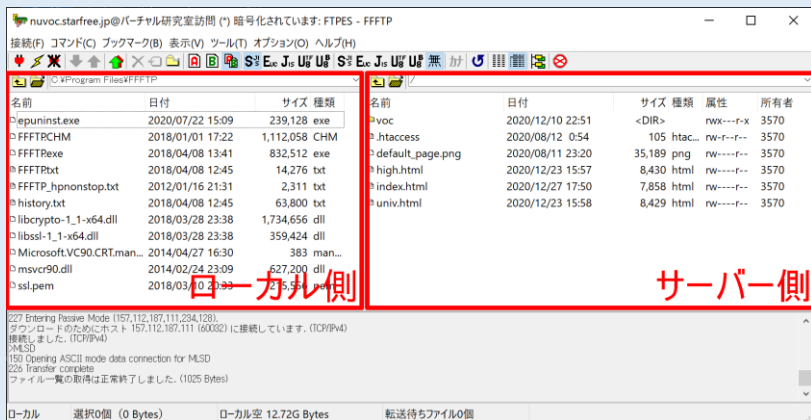 nuvoc.starfree.jp@バーチャル研究室訪問 (*) 暗号化されています: FTPES - FFFTP
接続(F) コマンド(C) ブックマーク(B) 表示(V) ツール(T) オプション(O) ヘルプ(H)
C:¥Program Files¥FFFTP
名前 日付 サイズ 種類
epuninst.exe 2020/07/22 15:09 239,128 exe
FFFTP.CHM 2018/01/01 17:22 1,112,058 CHM
FFFTP.exe 2018/04/08 13:41 832,512 exe
FFFTP.txt 2018/04/08 12:45 14,276 txt
FFFTP_hpnonstop.txt 2012/01/16 21:31 2,311 txt
history.txt 2018/04/08 12:45 63,800 txt
libcrypto-1_1-x64.dll 2018/03/28 23:38 1,734,656 dll
libssl-1_1-x64.dll 2018/03/28 23:38 359,424 dll
Microsoft.VC90.CRT.man... 2014/04/27 16:30 383 man...
msvcr90.dll 2014/02/24 23:09 627,200 dll
ssl.pem 2018/03/10 20:33 215,556 pem
ローカル側
/
名前 日付 サイズ 種類 属性 所有者
voc 2020/12/10 22:51 <DIR> rwx---r-x 3570
.htaccess 2020/08/12 0:54 105 htac... rw-r--r-- 3570
default_page.png 2020/08/11 23:20 35,189 png rw----r-- 3570
high.html 2020/12/23 15:57 8,430 html rw----r-- 3570
index.html 2020/12/27 17:50 7,858 html rw----r-- 3570
univ.html 2020/12/23 15:58 8,429 html rw----r-- 3570
サーバー側
227 Entering Passive Mode (157,112,187,111,234,128).
ダウンロードのためにホスト 157.112.187.111 (60032) に接続しています. (TCP/IPv4)
接続しました. (TCP/IPv4)
>MLSD
150 Opening ASCII mode data connection for MLSD
226 Transfer complete
ファイル一覧の取得は正常終了しました. (1025 Bytes)
ローカル 選択0個 (0 Bytes) ローカル空 12.72G Bytes 転送待ちファイル0個